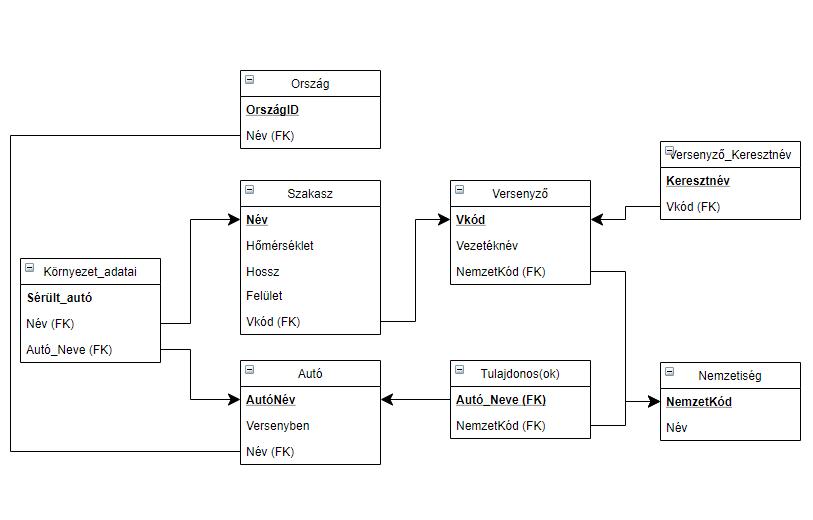 Ország
OrszágID
Név (FK)
Szakasz
Név
Hőmérséklet
Hossz
Felület
Vkód (FK)
Versenyző
Vkód
Vezetéknév
NemzetKód (FK)
Versenyző_Keresztnév
Keresztnév
Vkód (FK)
Környezet_adatai
Sérült_autó
Név (FK)
Autó_Neve (FK)
Autó
AutóNév
Versenyben
Név (FK)
Tulajdonos(ok)
Autó_Neve (FK)
NemzetKód (FK)
Nemzetiség
NemzetKód
Név